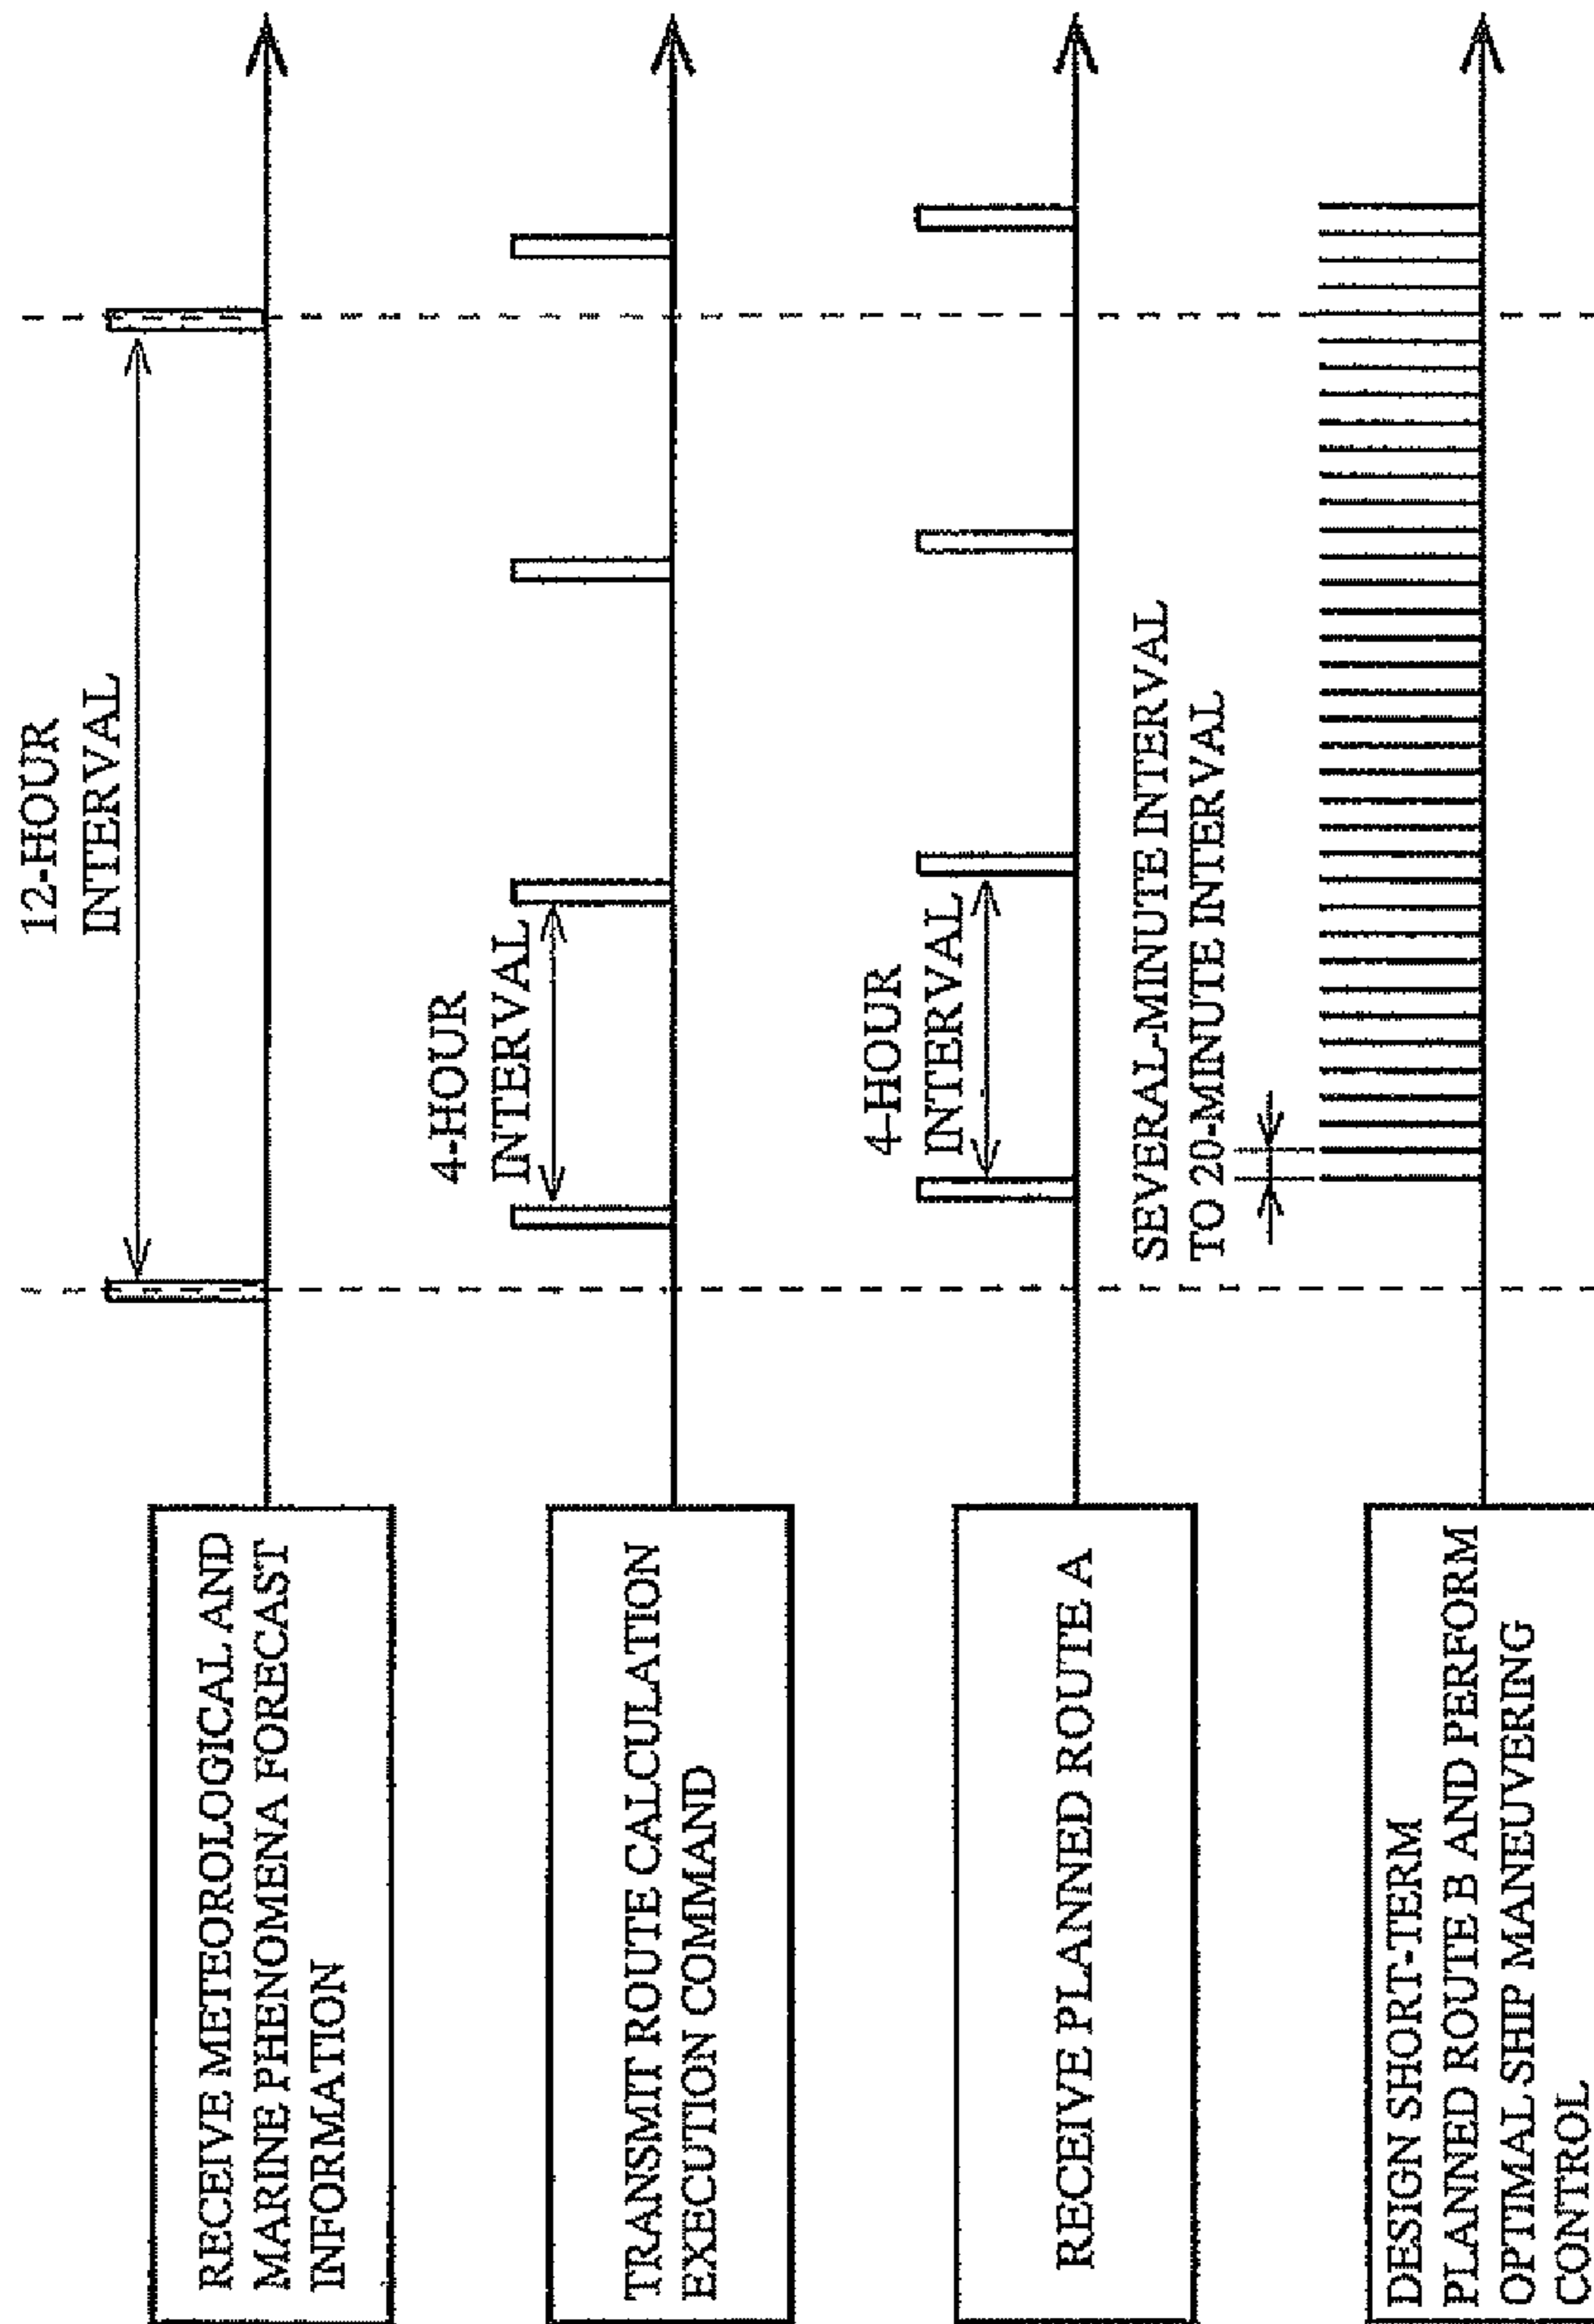 RECEIVE METEOROLOGICAL AND
MARINE PHENOMENA FORECAST
INFORMATION
12-HOUR
INTERVAL
TRANSMIT ROUTE CALCULATION
EXECUTION COMMAND
4-HOUR
INTERVAL
RECEIVE PLANNED ROUTE A
4-HOUR
INTERVAL
SEVERAL-MINUTE INTERVAL
TO 20-MINUTE INTERVAL
DESIGN SHORT-TERM
PLANNED ROUTE B AND PERFORM
OPTIMAL SHIP MANEUVERING
CONTROL